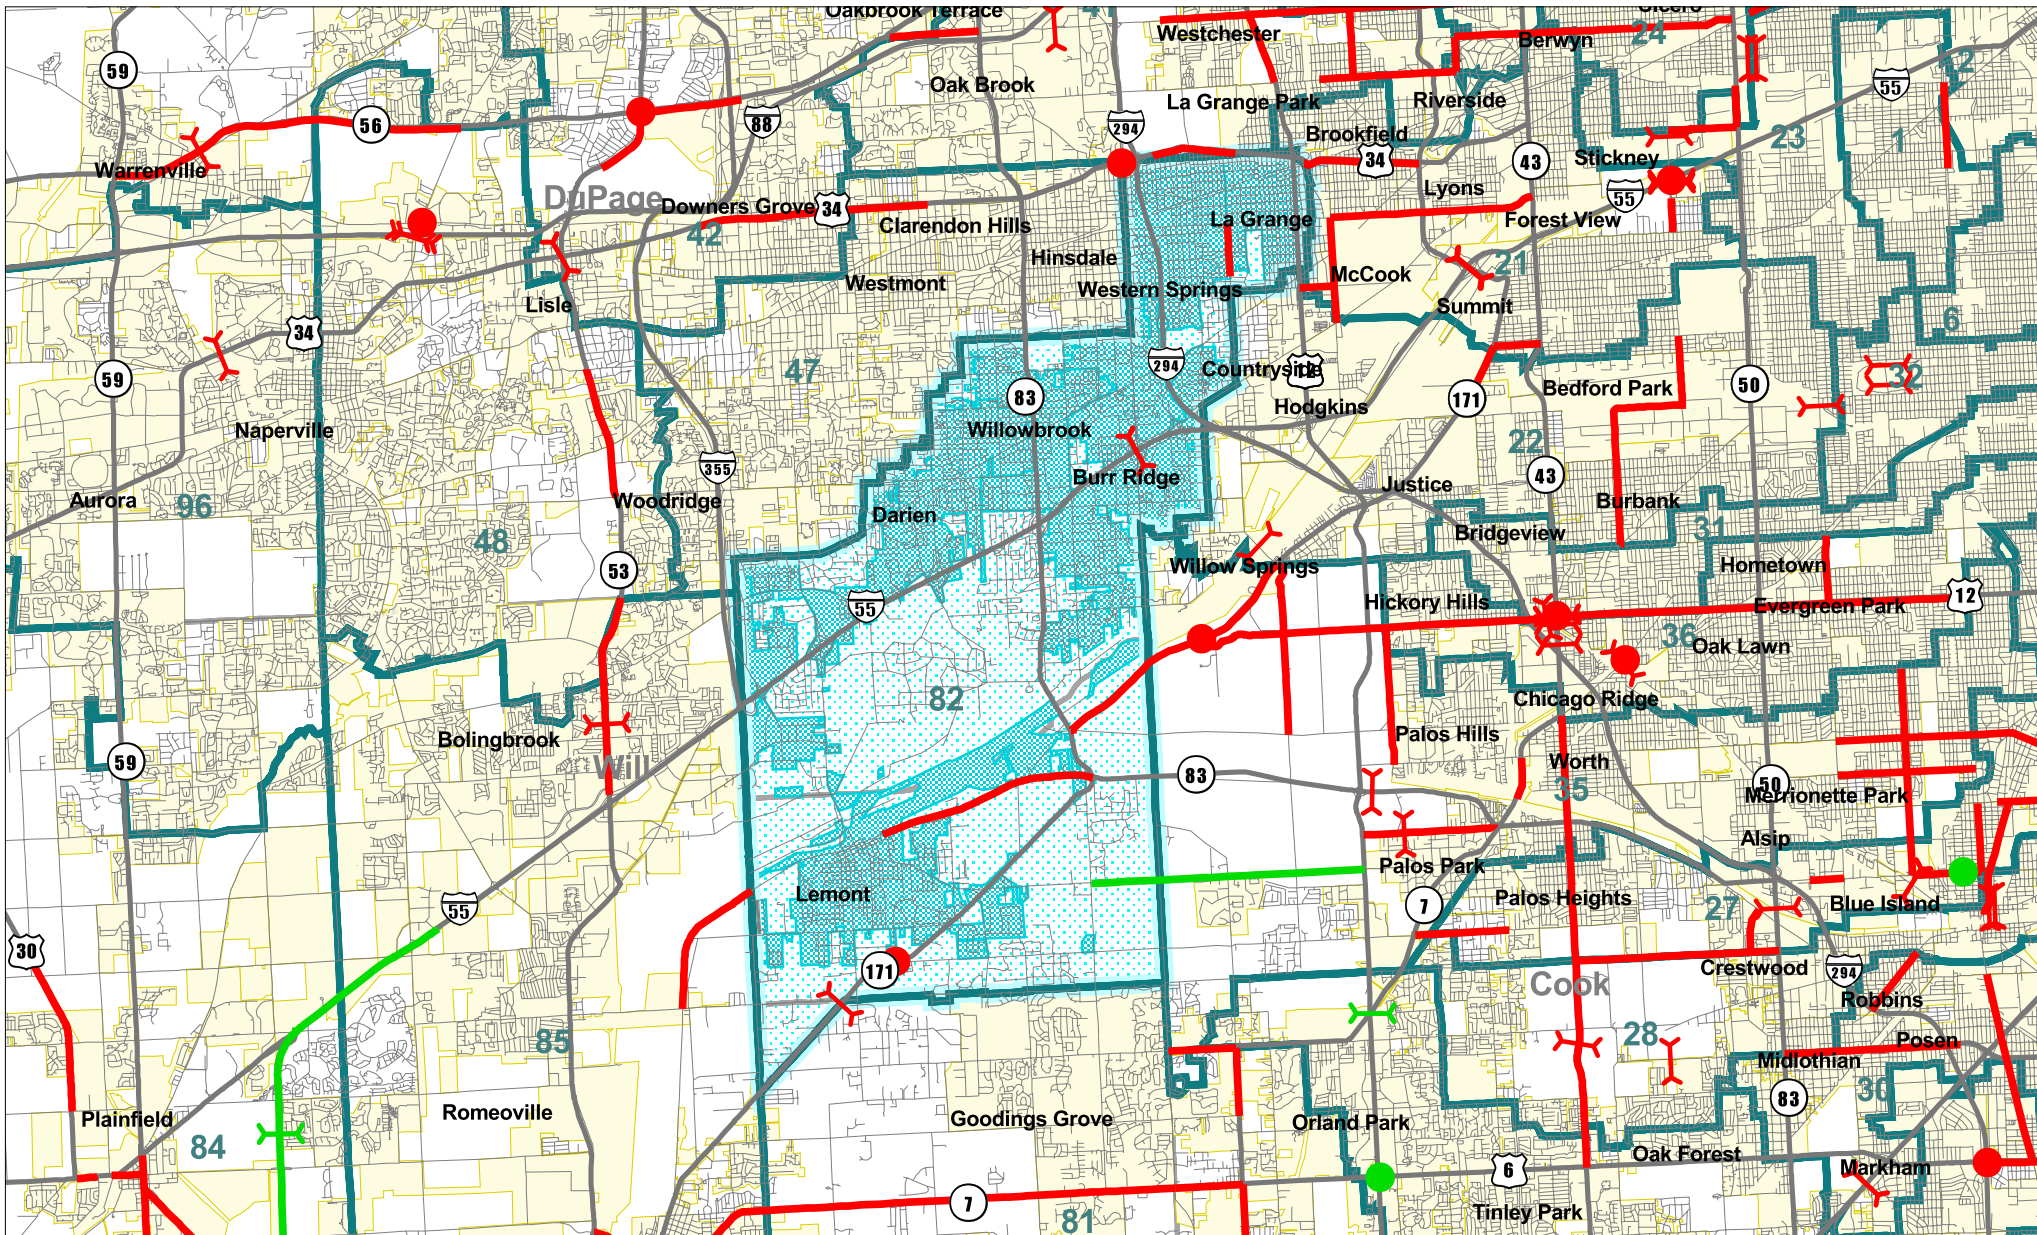 Oakbrook Terrace
4
Cicero
59
Westchester
Berwyn
24
Oak Brook
55
2
La Grange Park
Riverside
56
88
294
Brookfield
34
43
Stickney
23
1
Warrenville
DuPage
Downers Grove
34
Lyons
55
42
Clarendon Hills
La Grange
Forest View
Hinsdale
McCook
21
Westmont
Western Springs
Lisle
Summit
6
34
47
294
Countryside
12
32
59
83
171
Bedford Park
50
Hodgkins
Naperville
Willowbrook
22
355
Burr Ridge
43
Aurora
96
Woodridge
Darien
Justice
Burbank
48
Bridgeview
31
53
Willow Springs
Hometown
55
Hickory Hills
Evergreen Park
12
36
Oak Lawn
82
Chicago Ridge
Bolingbrook
Palos Hills
59
Will
83
Worth
50
35
Merrionette Park
Alsip
Lemont
Palos Park
55
7
Palos Heights
27
Blue Island
30
171
Crestwood
294
Cook
Robbins
85
28
Posen
Midlothian
30
83
Plainfield
Romeoville
Goodings Grove
Orland Park
84
6
Oak Forest
Markham
7
81
Tinley Park